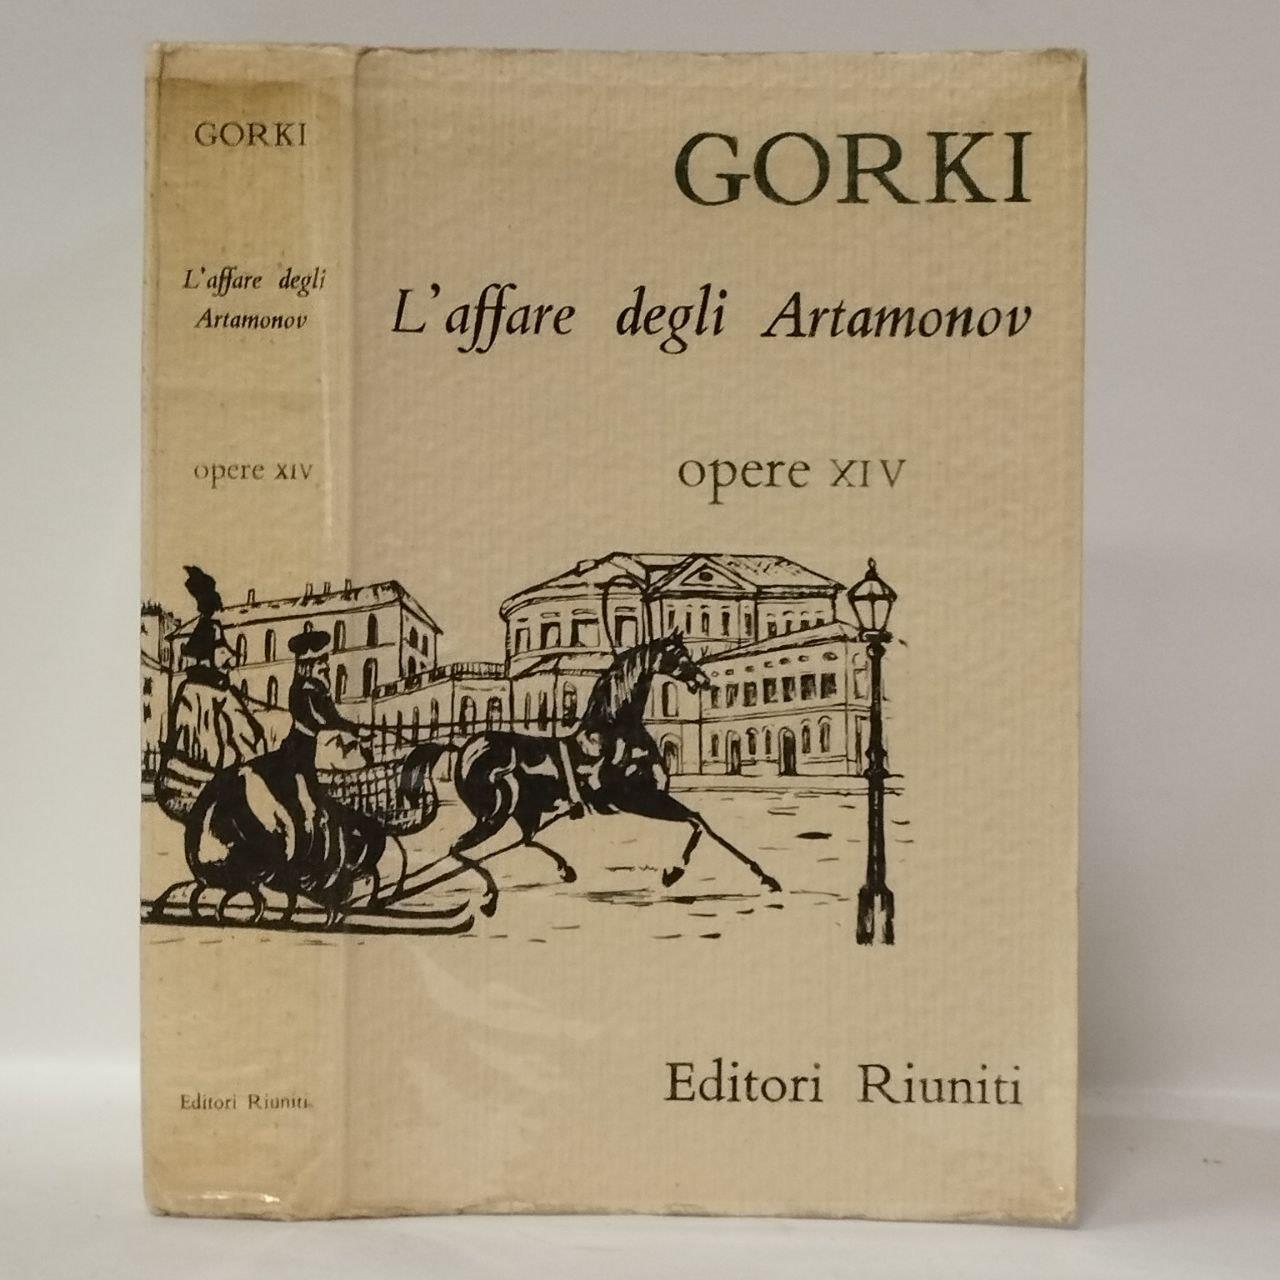 GORKI
L'affare degli
Artamonov
opere XIV
Editori Riuniti
GORKI
L'affare degli Artamonov
opere XIV
Editori Riuniti